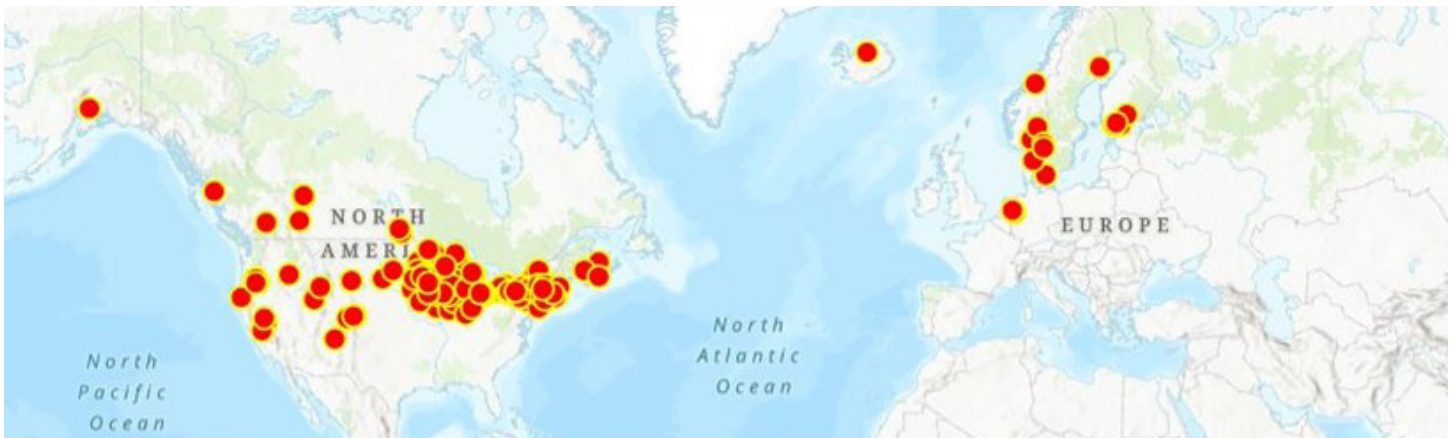 NORTH
AMERI
EUROPE
North
Atlantic
Ocean
North
Pacific
Ocean